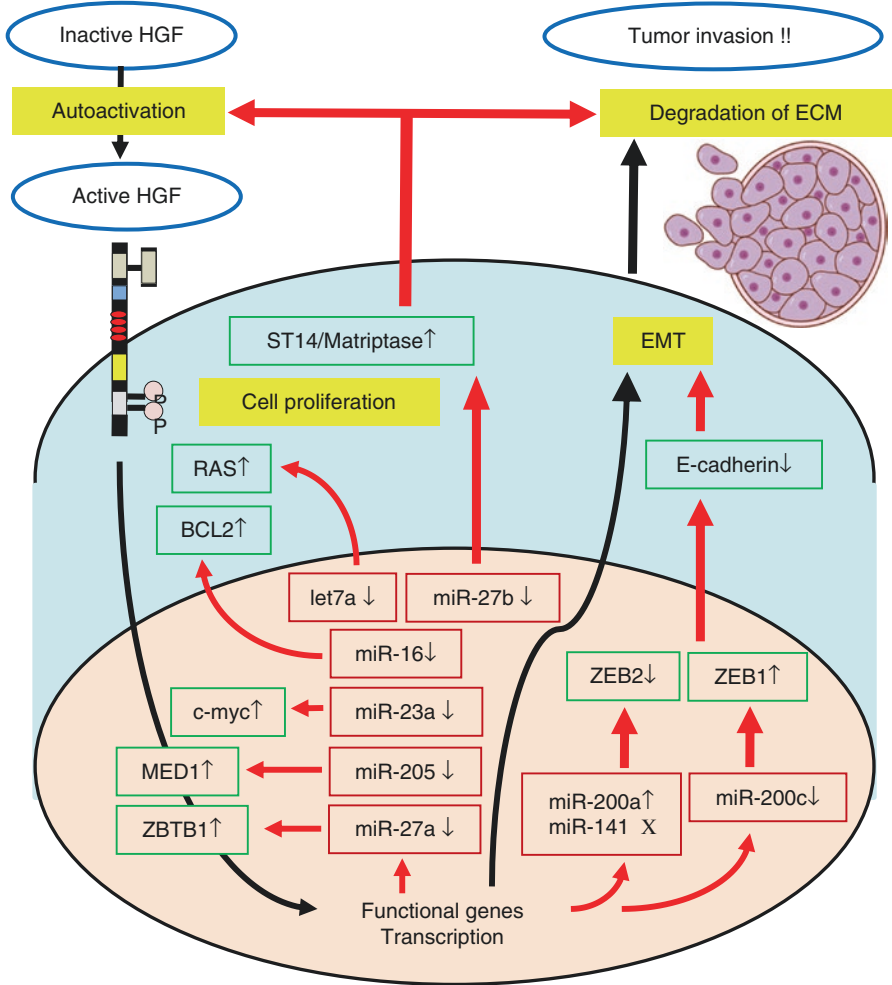 Inactive HGF
Tumor invasion !!
Autoactivation
Degradation of ECM
Active HGF
P
P
ST14/Matriptase↑
EMT
Cell proliferation
RAS↑
E-cadherin↓
BCL2↑
let7a ↓
miR-27b ↓
miR-16↓
ZEB2↓
ZEB1↑
c-myc↑
miR-23a ↓
MED1↑
miR-205 ↓
miR-200a↑
miR-141 X
miR-200c↓
ZBTB1↑
miR-27a ↓
Functional genes
Transcription